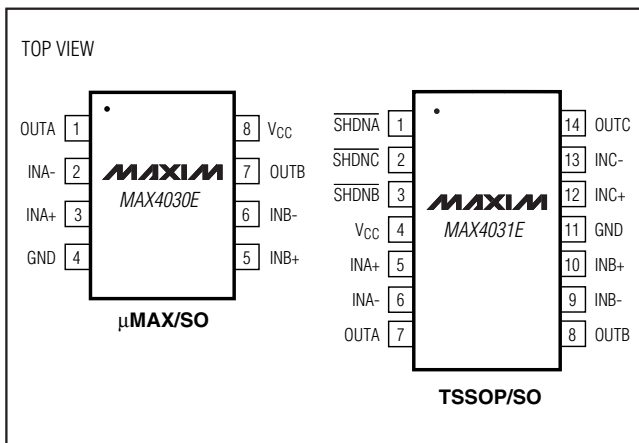 TOP VIEW
OUTA 1 8 VCC
INA- 2 7 OUTB
INA+ 3 6 INB-
GND 4 5 INB+
MAXIM
MAX4030E
µMAX/SO
SHDNA 1 14 OUTC
SHDNC 2 13 INC-
SHDNB 3 12 INC+
VCC 4 11 GND
INA+ 5 10 INB+
INA- 6 9 INB-
OUTA 7 8 OUTB
MAXIM
MAX4031E
TSSOP/SO